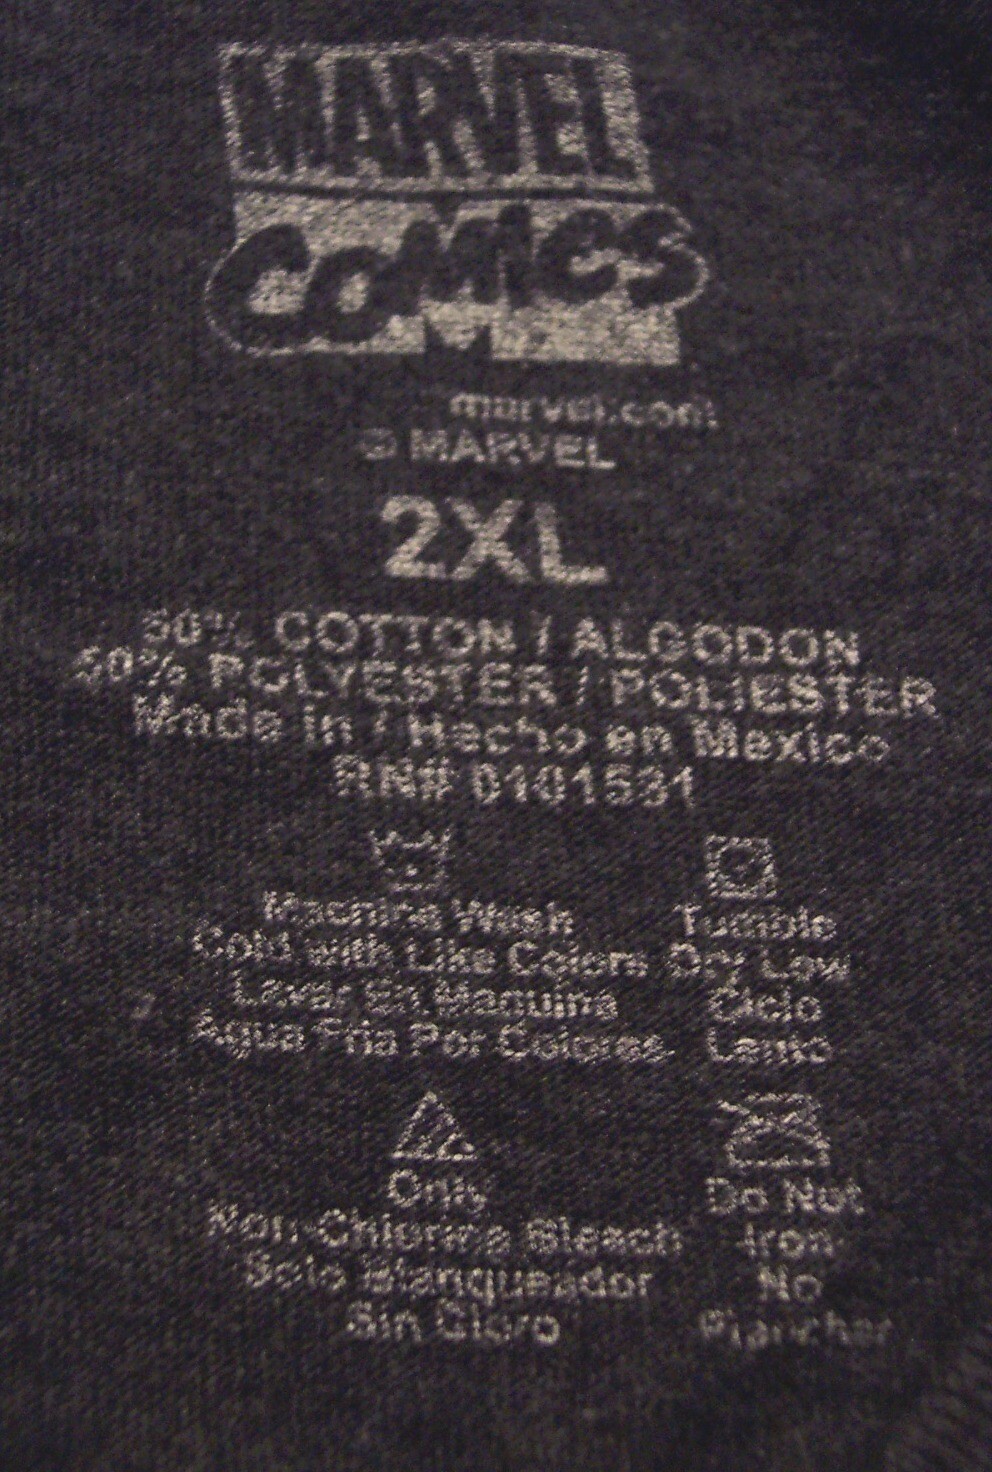 MARVEL
COMICS
marvel.com
© MARVEL
2XL
50% COTTON / ALGODON
50% POLYESTER / POLIESTER
Made in / Hecho en Mexico
RN# 0101531
Machine Wash
Cold with Like Colors
Lavar En Maquina
Agua Fria Por Colores
Tumble
Dry Low
Ciclo
Lento
Only
Non-Chlorine Bleach
Solo Blanqueador
Sin Cloro
Do Not
Iron
No
Planchar